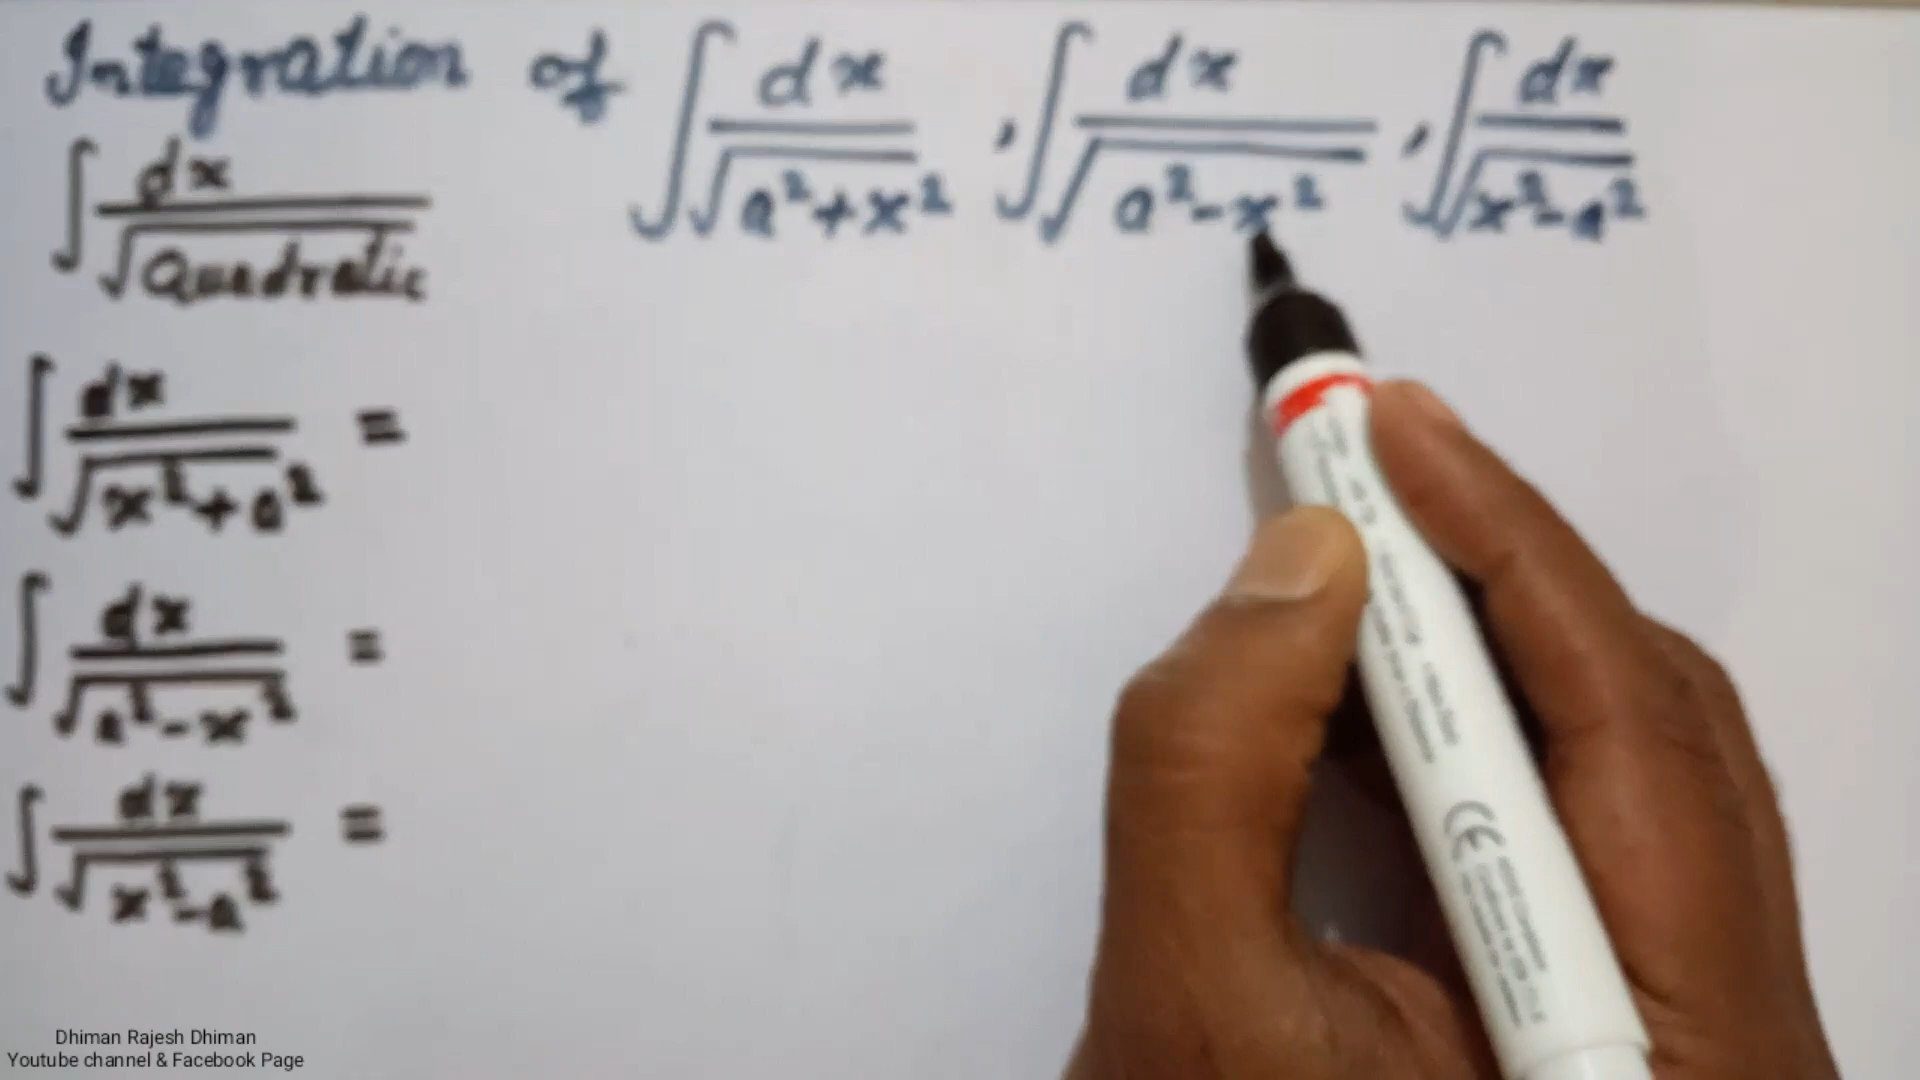 Integration of ∫dx/√(a²+x²) , ∫dx/√(a²-x²) , ∫dx/√(x²-a²)
∫dx/√Quadratic
∫dx/√(x²+a²) =
∫dx/√(a²-x²) =
∫dx/√(x²-a²) =
CE
Dhiman Rajesh Dhiman
Youtube channel & Facebook Page